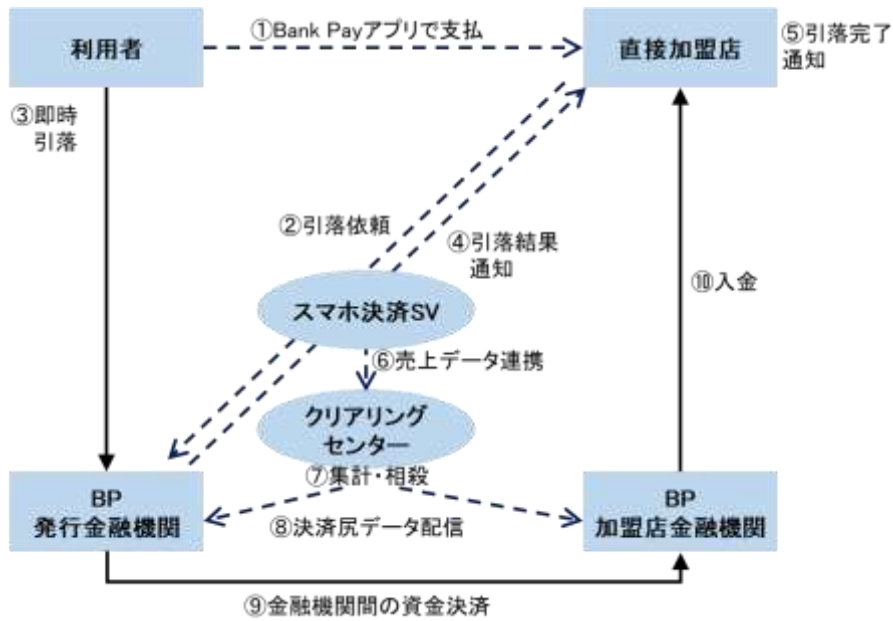 ①Bank Payアプリで支払
利用者
直接加盟店
⑤引落完了
通知
③即時
引落
②引落依頼
④引落結果
通知
スマホ決済SV
⑩入金
⑥売上データ連携
クリアリング
センター
⑦集計・相殺
BP
発行金融機関
BP
加盟店金融機関
⑧決済尻データ配信
⑨金融機関間の資金決済